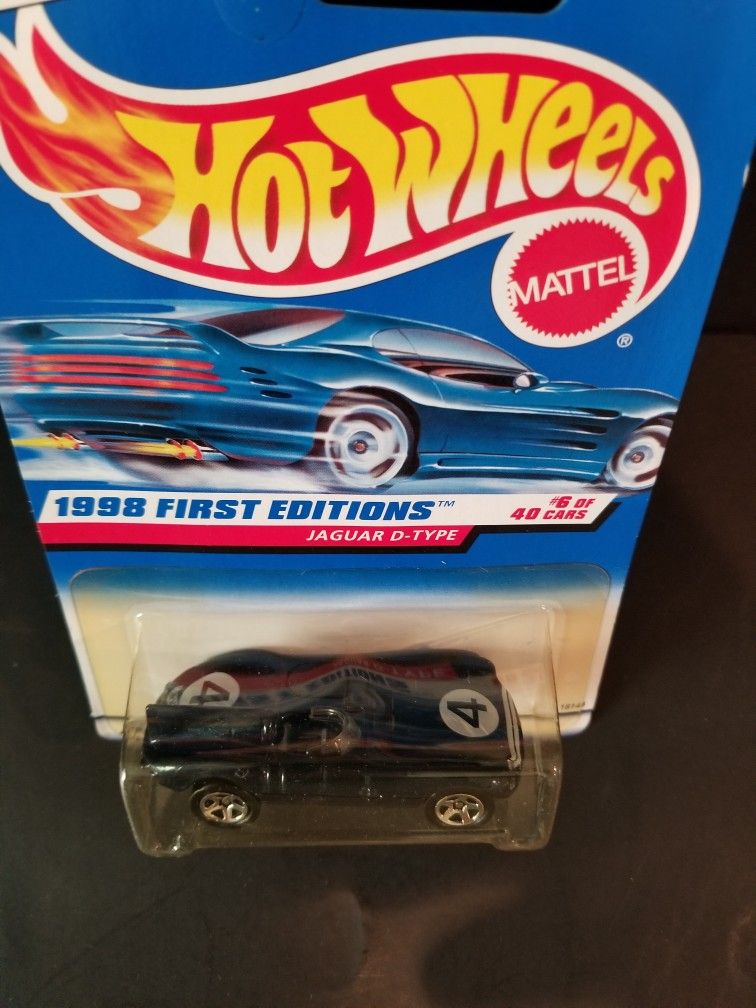 HOT WHEELS
MATTEL
®
1998 FIRST EDITIONS™
JAGUAR D-TYPE
#6 OF
40 CARS
4
4